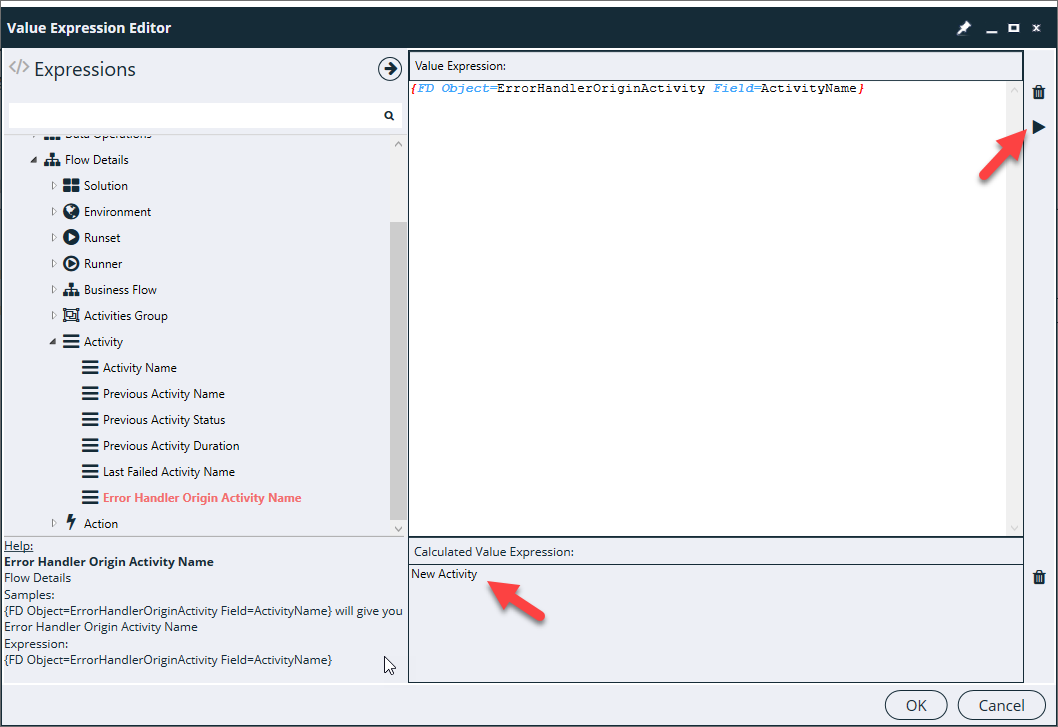 Value Expression Editor
</> Expressions
Data Operations
Flow Details
Solution
Environment
Runset
Runner
Business Flow
Activities Group
Activity
Activity Name
Previous Activity Name
Previous Activity Status
Previous Activity Duration
Last Failed Activity Name
Error Handler Origin Activity Name
Action
Help:
Error Handler Origin Activity Name
Flow Details
Samples:
{FD Object=ErrorHandlerOriginActivity Field=ActivityName} will give you
Error Handler Origin Activity Name
Expression:
{FD Object=ErrorHandlerOriginActivity Field=ActivityName}
Value Expression:
{FD Object=ErrorHandlerOriginActivity Field=ActivityName}
Calculated Value Expression:
New Activity
OK
Cancel